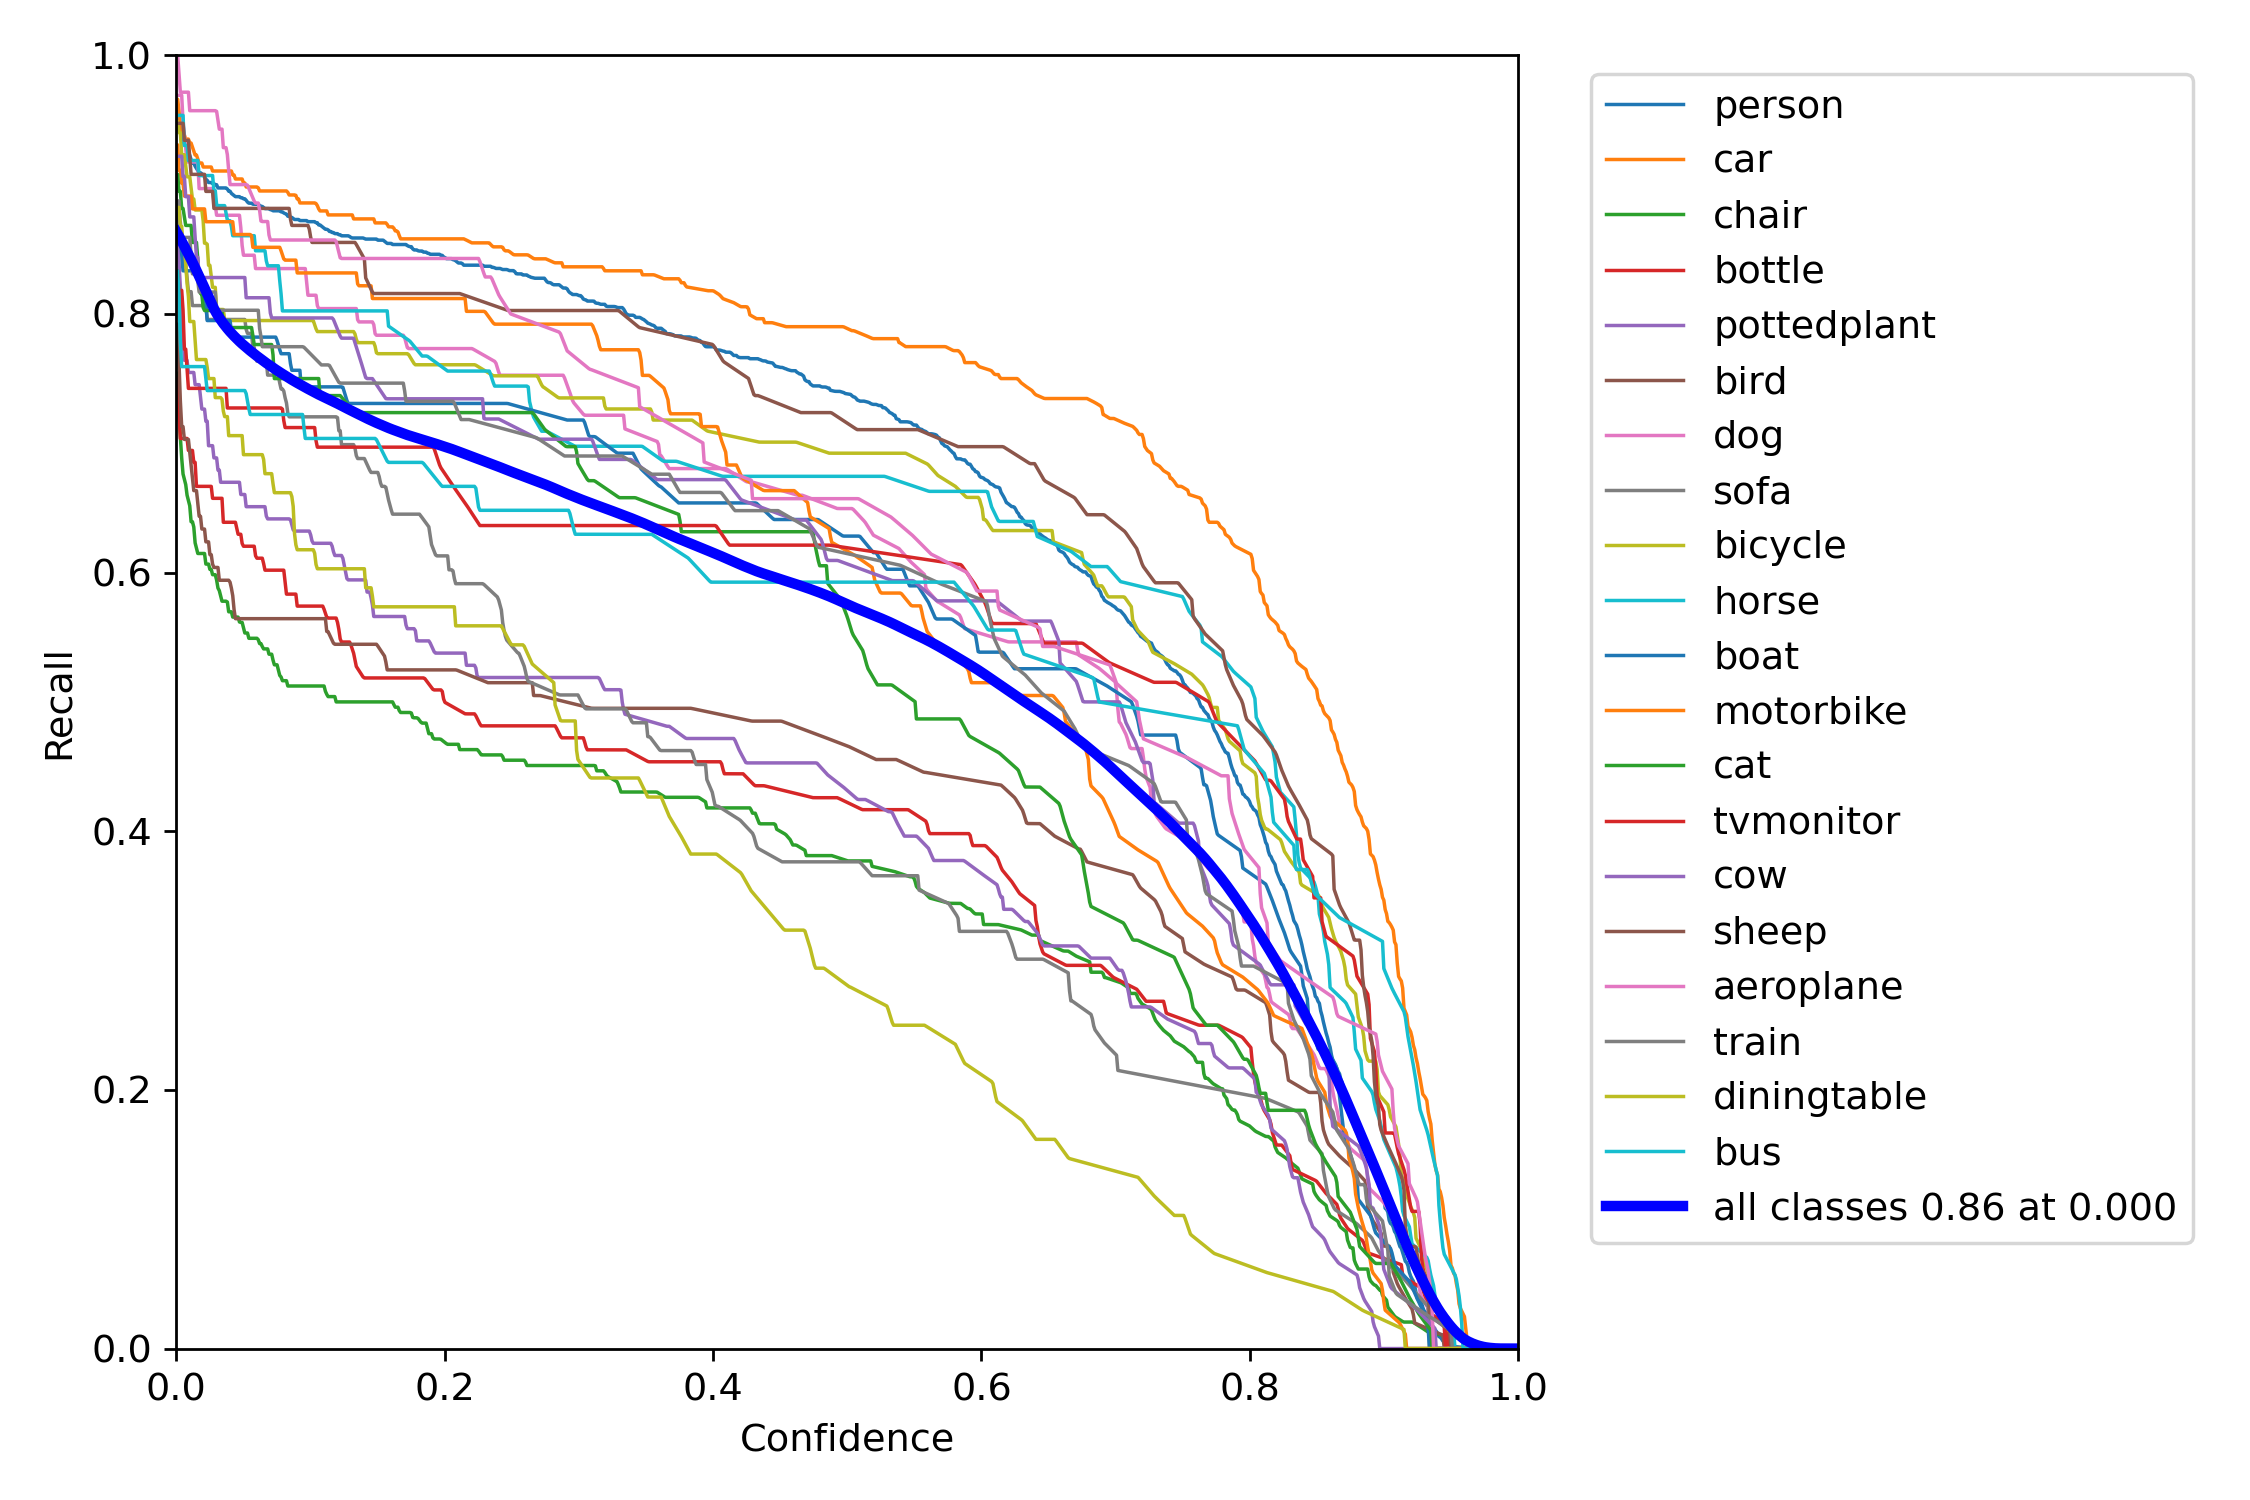 1.0
0.8
0.6
0.4
0.2
0.0
Recall
0.0 0.2 0.4 0.6 0.8 1.0
Confidence
person
car
chair
bottle
pottedplant
bird
dog
sofa
bicycle
horse
boat
motorbike
cat
tvmonitor
cow
sheep
aeroplane
train
diningtable
bus
all classes 0.86 at 0.000